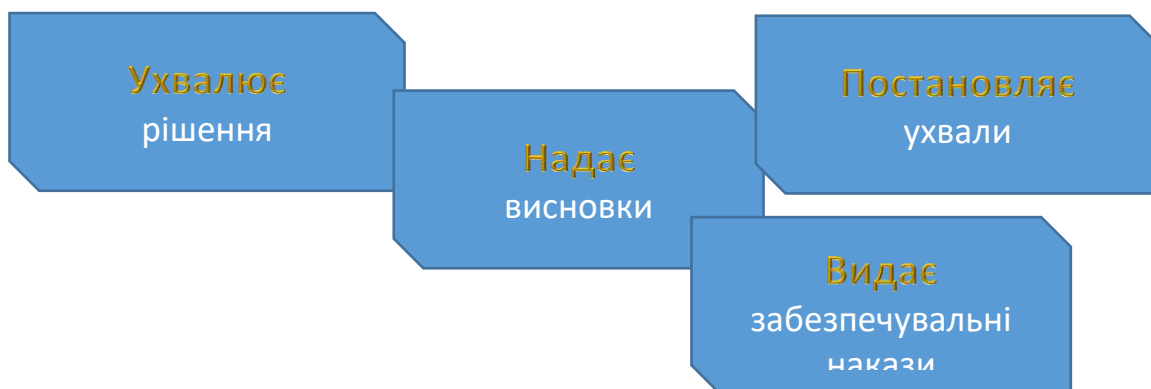 Ухвалює
рішення
Надає
висновки
Постановляє
ухвали
Видає
забезпечувальні
накази